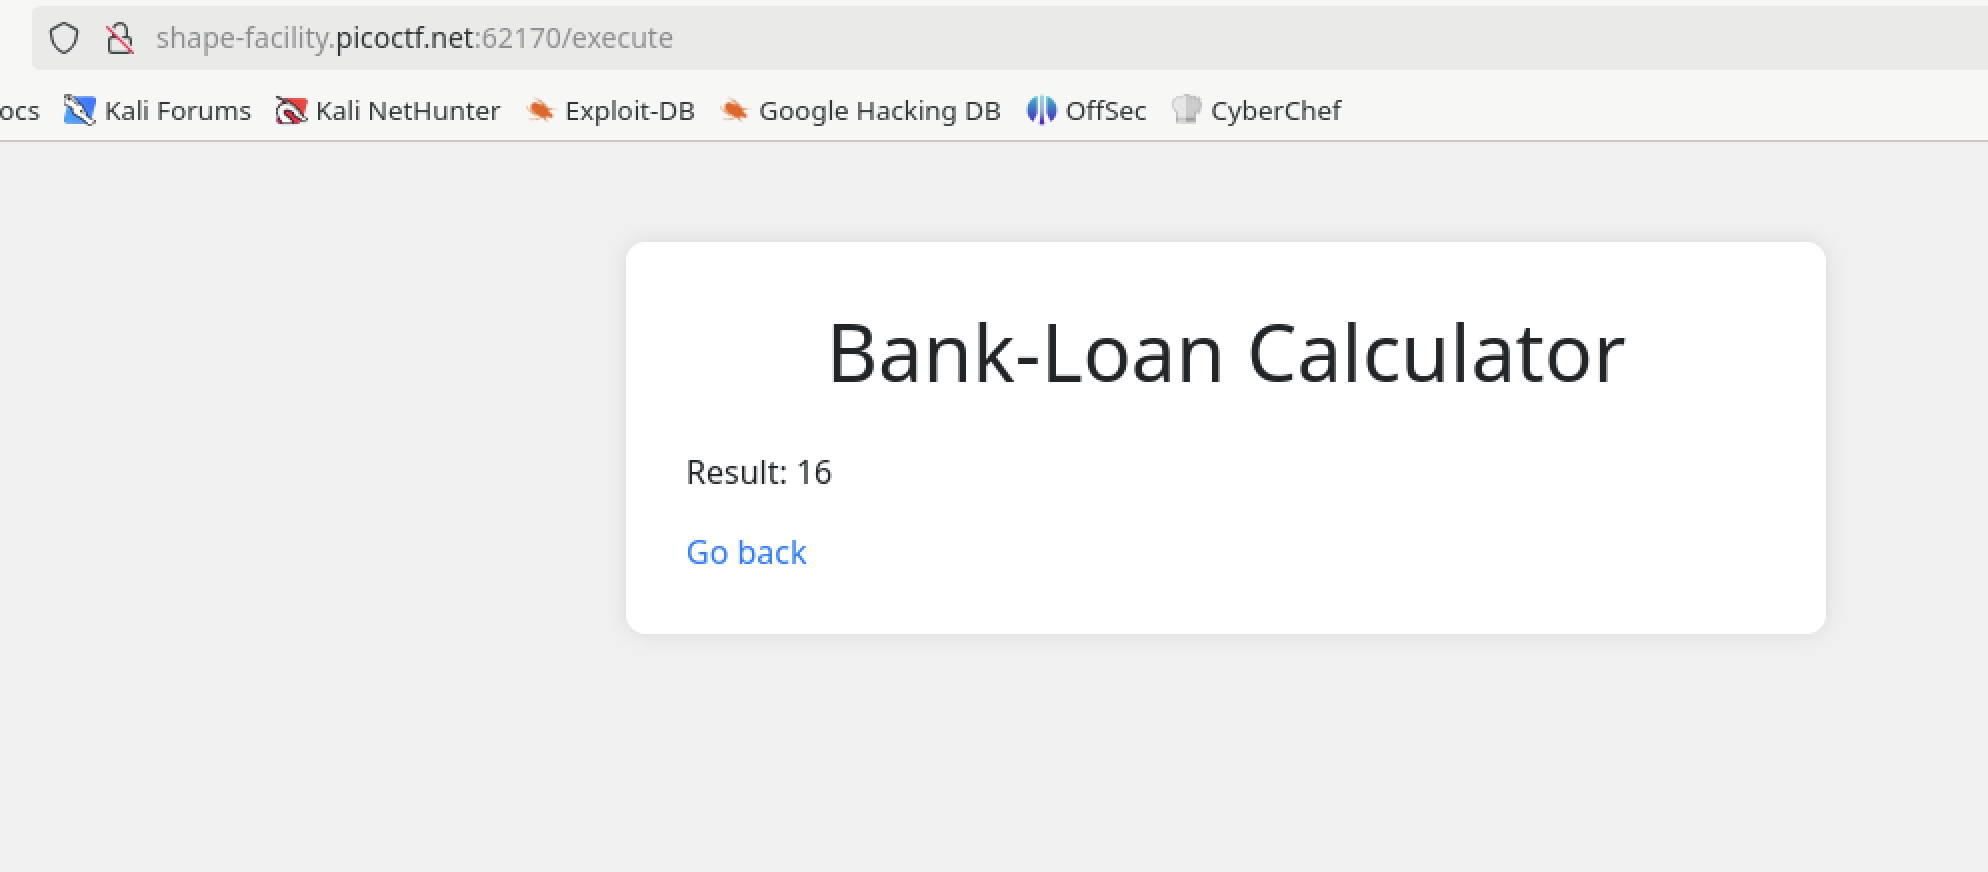 shape-facility.picoctf.net:62170/execute
ocs Kali Forums Kali NetHunter Exploit-DB Google Hacking DB OffSec CyberChef
Bank-Loan Calculator
Result: 16
Go back